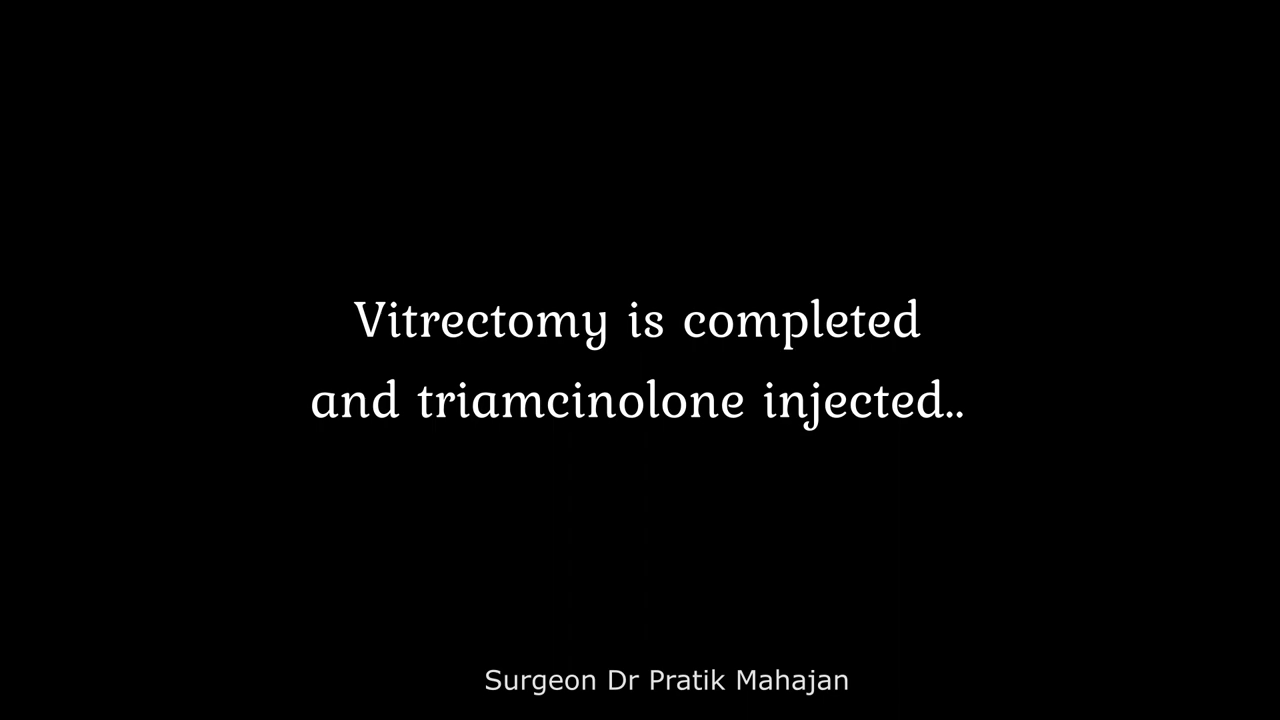 Vitrectomy is completed
and triamcinolone injected..
Surgeon Dr Pratik Mahajan